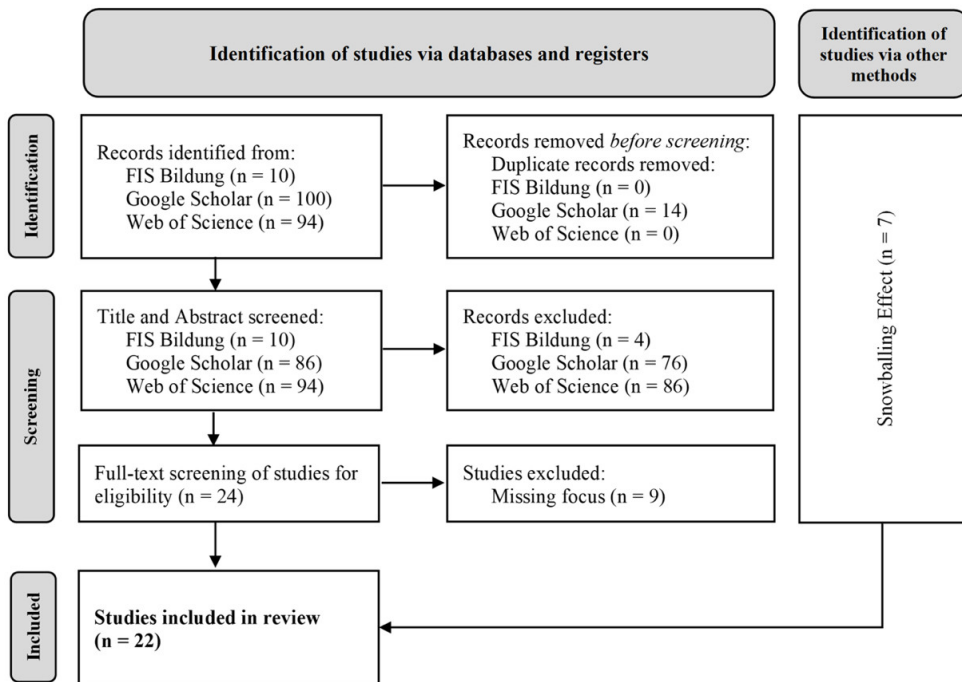 Identification of studies via databases and registers
Identification of
studies via other
methods
Identification
Records identified from:
FIS Bildung (n = 10)
Google Scholar (n = 100)
Web of Science (n = 94)
Records removed before screening:
Duplicate records removed:
FIS Bildung (n = 0)
Google Scholar (n = 14)
Web of Science (n = 0)
Snowballing Effect (n = 7)
Screening
Title and Abstract screened:
FIS Bildung (n = 10)
Google Scholar (n = 86)
Web of Science (n = 94)
Records excluded:
FIS Bildung (n = 4)
Google Scholar (n = 76)
Web of Science (n = 86)
Full-text screening of studies for
eligibility (n = 24)
Studies excluded:
Missing focus (n = 9)
Included
Studies included in review
(n = 22)